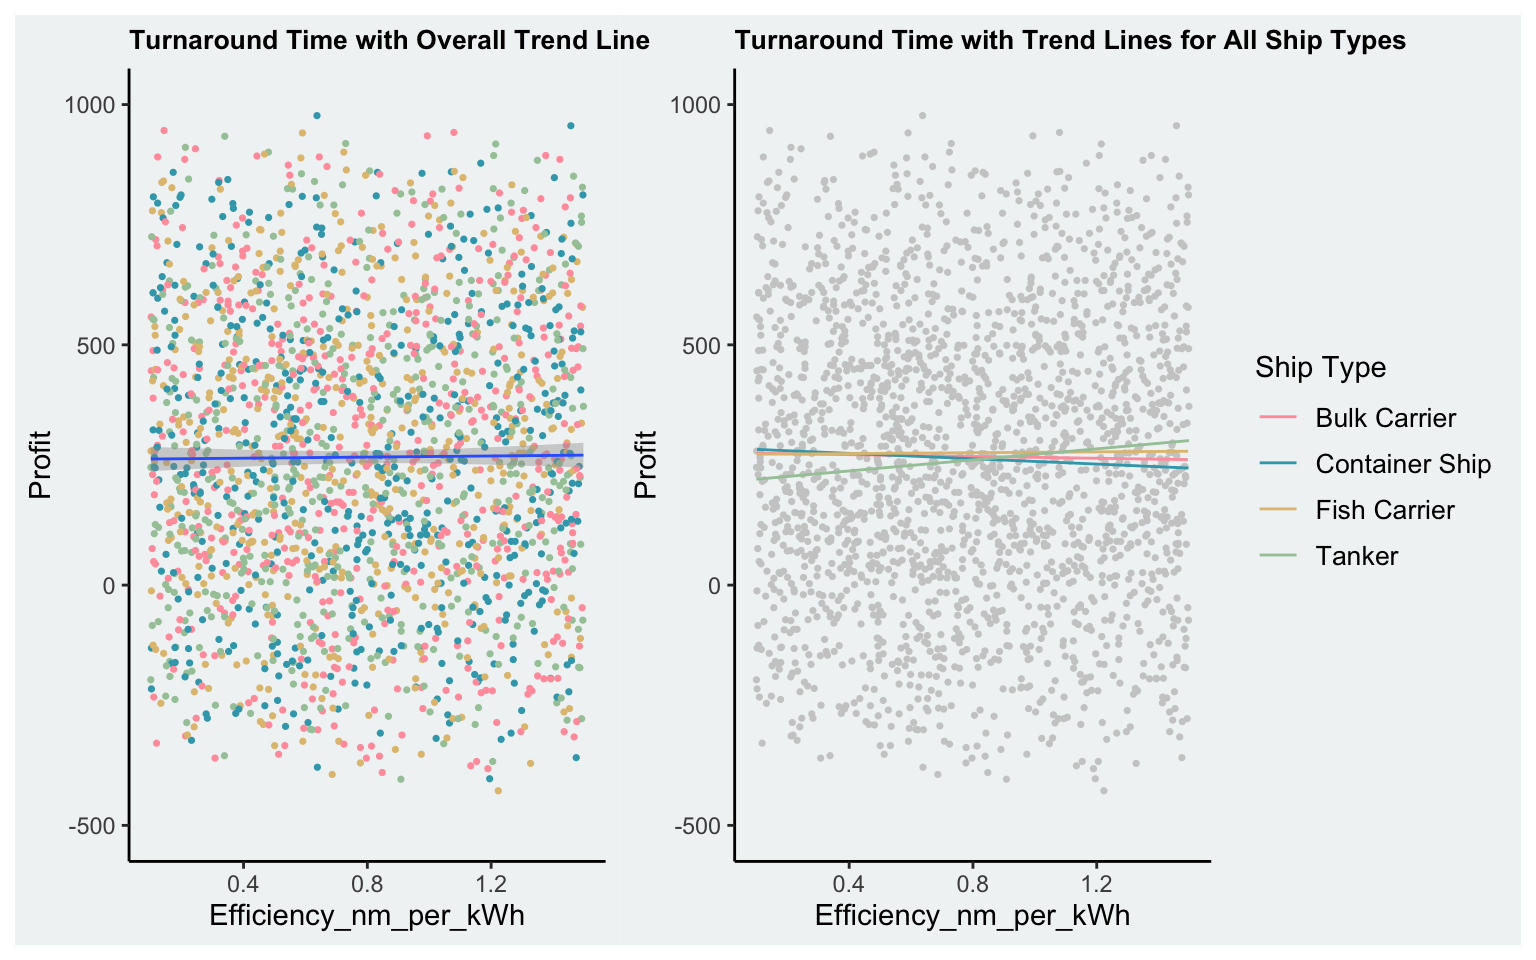 Turnaround Time with Overall Trend Line
1000
500
0
-500
Profit
0.4 0.8 1.2
Efficiency_nm_per_kWh
Turnaround Time with Trend Lines for All Ship Types
1000
500
0
-500
Profit
0.4 0.8 1.2
Efficiency_nm_per_kWh
Ship Type
Bulk Carrier
Container Ship
Fish Carrier
Tanker